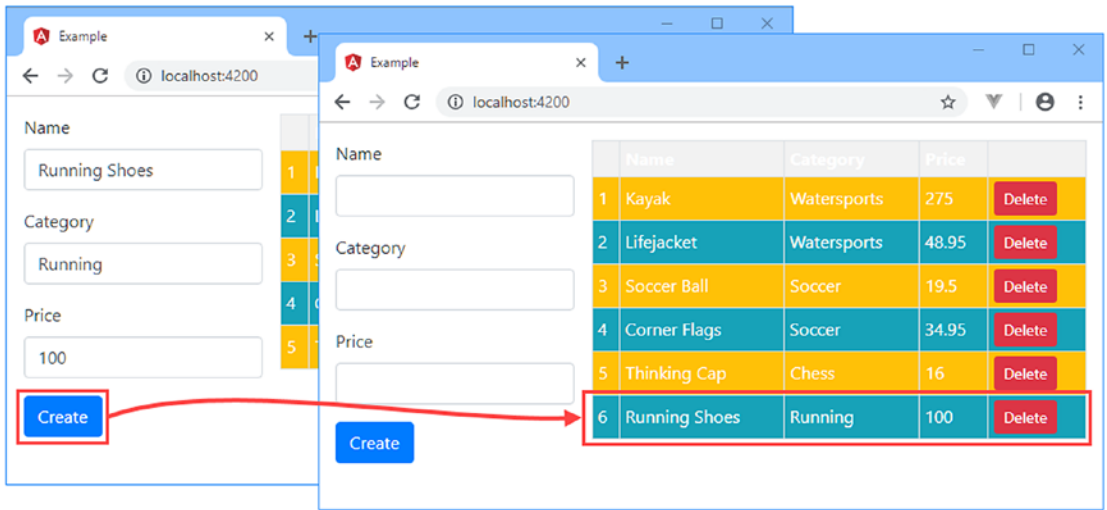 Example
localhost:4200
Name
Running Shoes
Category
Running
Price
100
Create
1
2
3
4
5
Example
localhost:4200
Name
Category
Price
Create
Name Category Price
1 Kayak Watersports 275 Delete
2 Lifejacket Watersports 48.95 Delete
3 Soccer Ball Soccer 19.5 Delete
4 Corner Flags Soccer 34.95 Delete
5 Thinking Cap Chess 16 Delete
6 Running Shoes Running 100 Delete